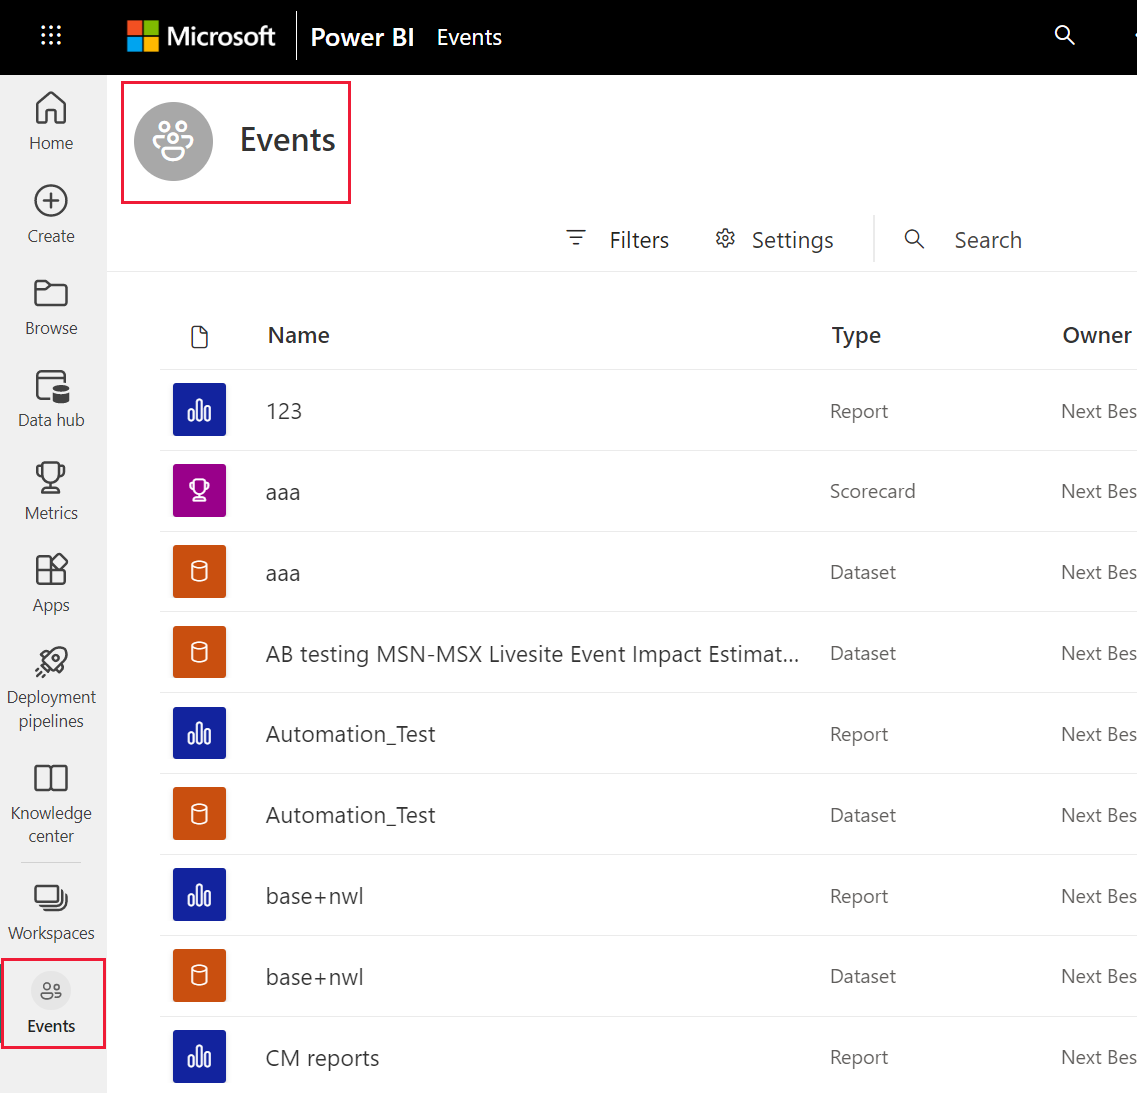 Microsoft Power BI Events
Home
Create
Browse
Data hub
Metrics
Apps
Deployment
pipelines
Knowledge
center
Workspaces
Events
Events
Filters Settings Search
Name Type Owner
123 Report Next Bes
aaa Scorecard Next Bes
aaa Dataset Next Bes
AB testing MSN-MSX Livesite Event Impact Estimat... Dataset Next Bes
Automation_Test Report Next Bes
Automation_Test Dataset Next Bes
base+nwl Report Next Bes
base+nwl Dataset Next Bes
CM reports Report Next Bes